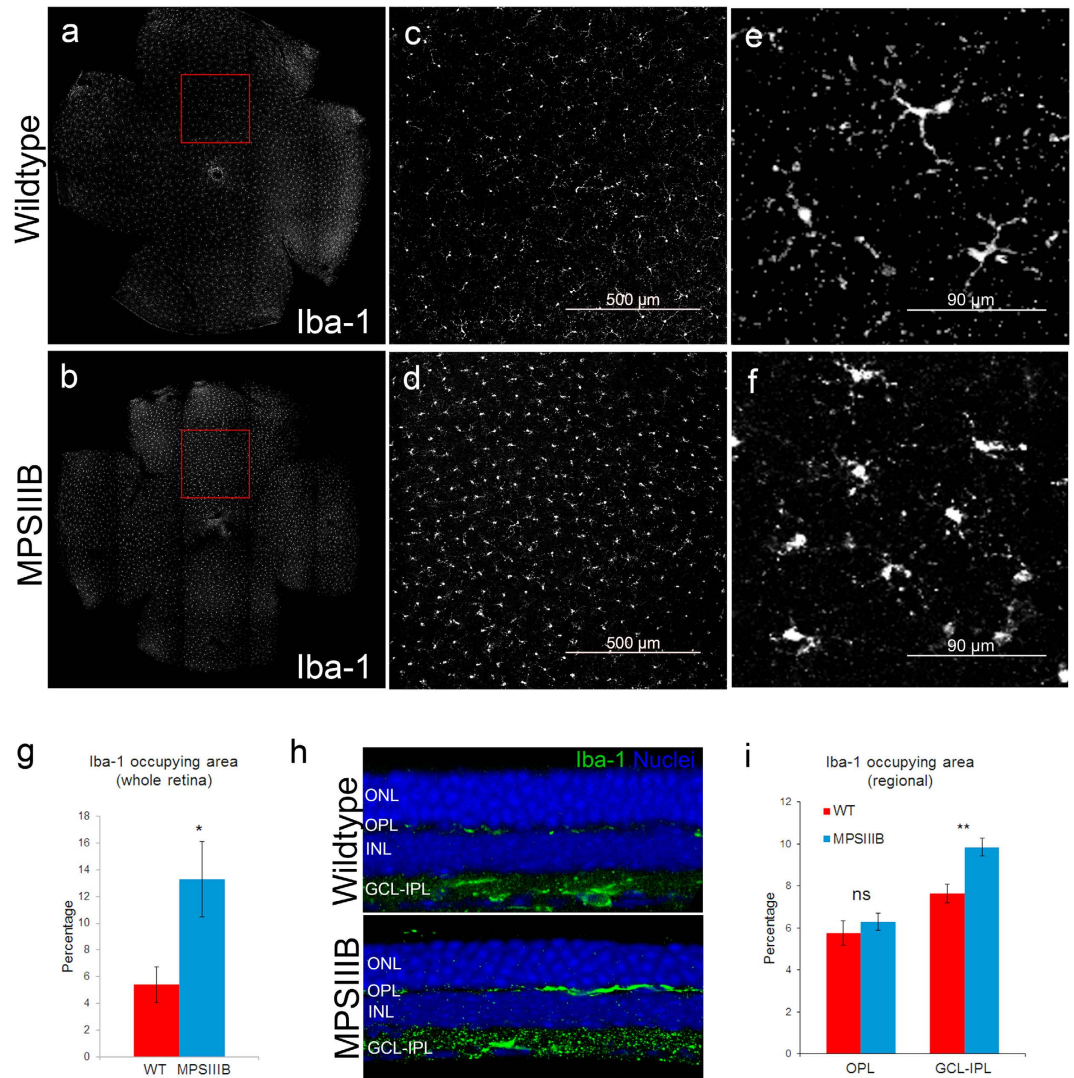 a
c
e
Wildtype
500 µm
90 µm
Iba-1
b
d
f
MPSIIIB
500 µm
90 µm
Iba-1
g
Iba-1 occupying area
(whole retina)
18
16
14
12
10
8
6
4
2
0
Percentage
*
WT MPSIIIB
h
Iba-1 Nuclei
Wildtype
ONL
OPL
INL
GCL-IPL
MPSIIIB
ONL
OPL
INL
GCL-IPL
i
Iba-1 occupying area
(regional)
12
10
8
6
4
2
0
Percentage
WT
MPSIIIB
ns
**
OPL GCL-IPL